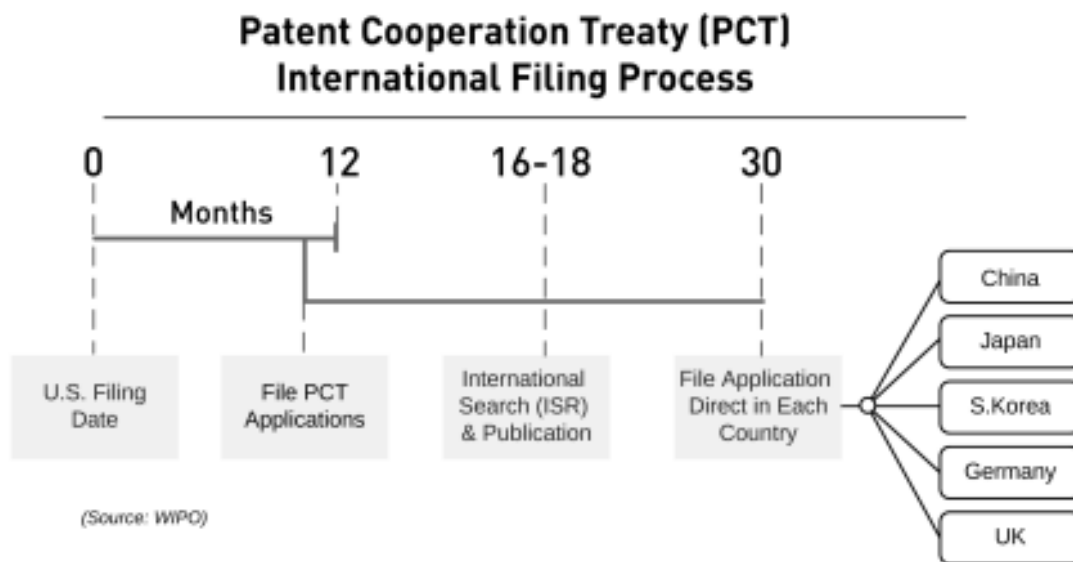 Patent Cooperation Treaty (PCT)
International Filing Process
0
12
16-18
30
Months
U.S. Filing
Date
File PCT
Applications
International
Search (ISR)
& Publication
File Application
Direct in Each
Country
China
Japan
S.Korea
Germany
UK
(Source: WIPO)